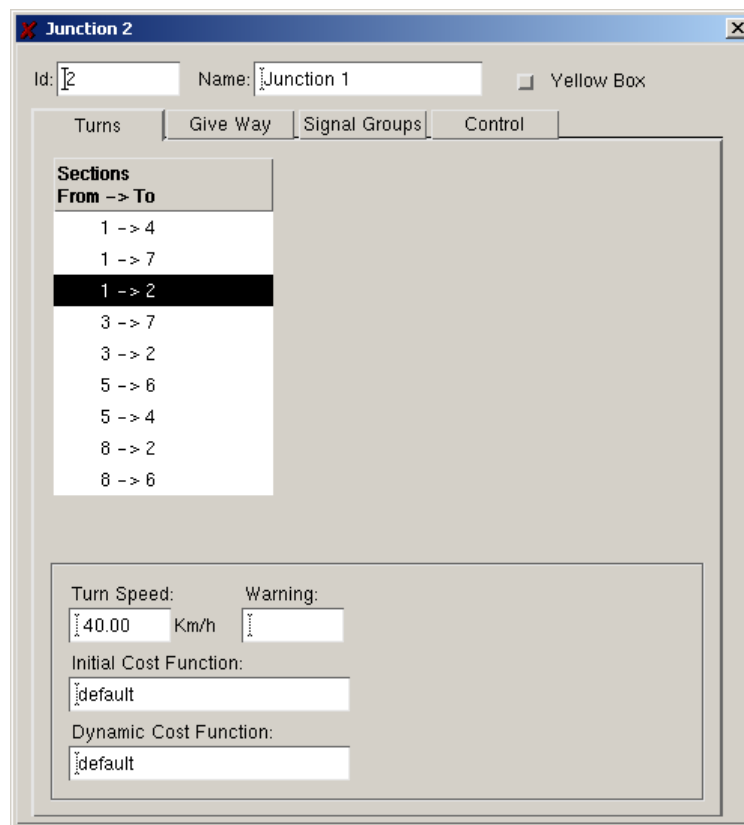 Junction 2
Id: 2 Name: Junction 1 Yellow Box
Turns Give Way Signal Groups Control
Sections
From -> To
1 -> 4
1 -> 7
1 -> 2
3 -> 7
3 -> 2
5 -> 6
5 -> 4
8 -> 2
8 -> 6
Turn Speed: Warning:
40.00 Km/h
Initial Cost Function:
default
Dynamic Cost Function:
default